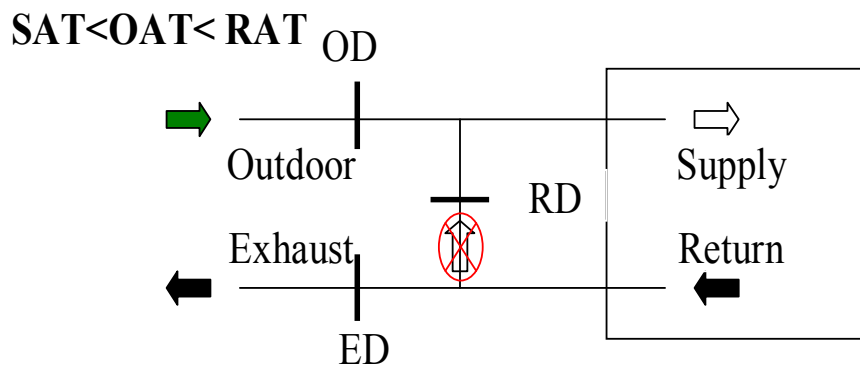 SAT<OAT< RAT
OD
Outdoor
Supply
RD
Exhaust
Return
ED